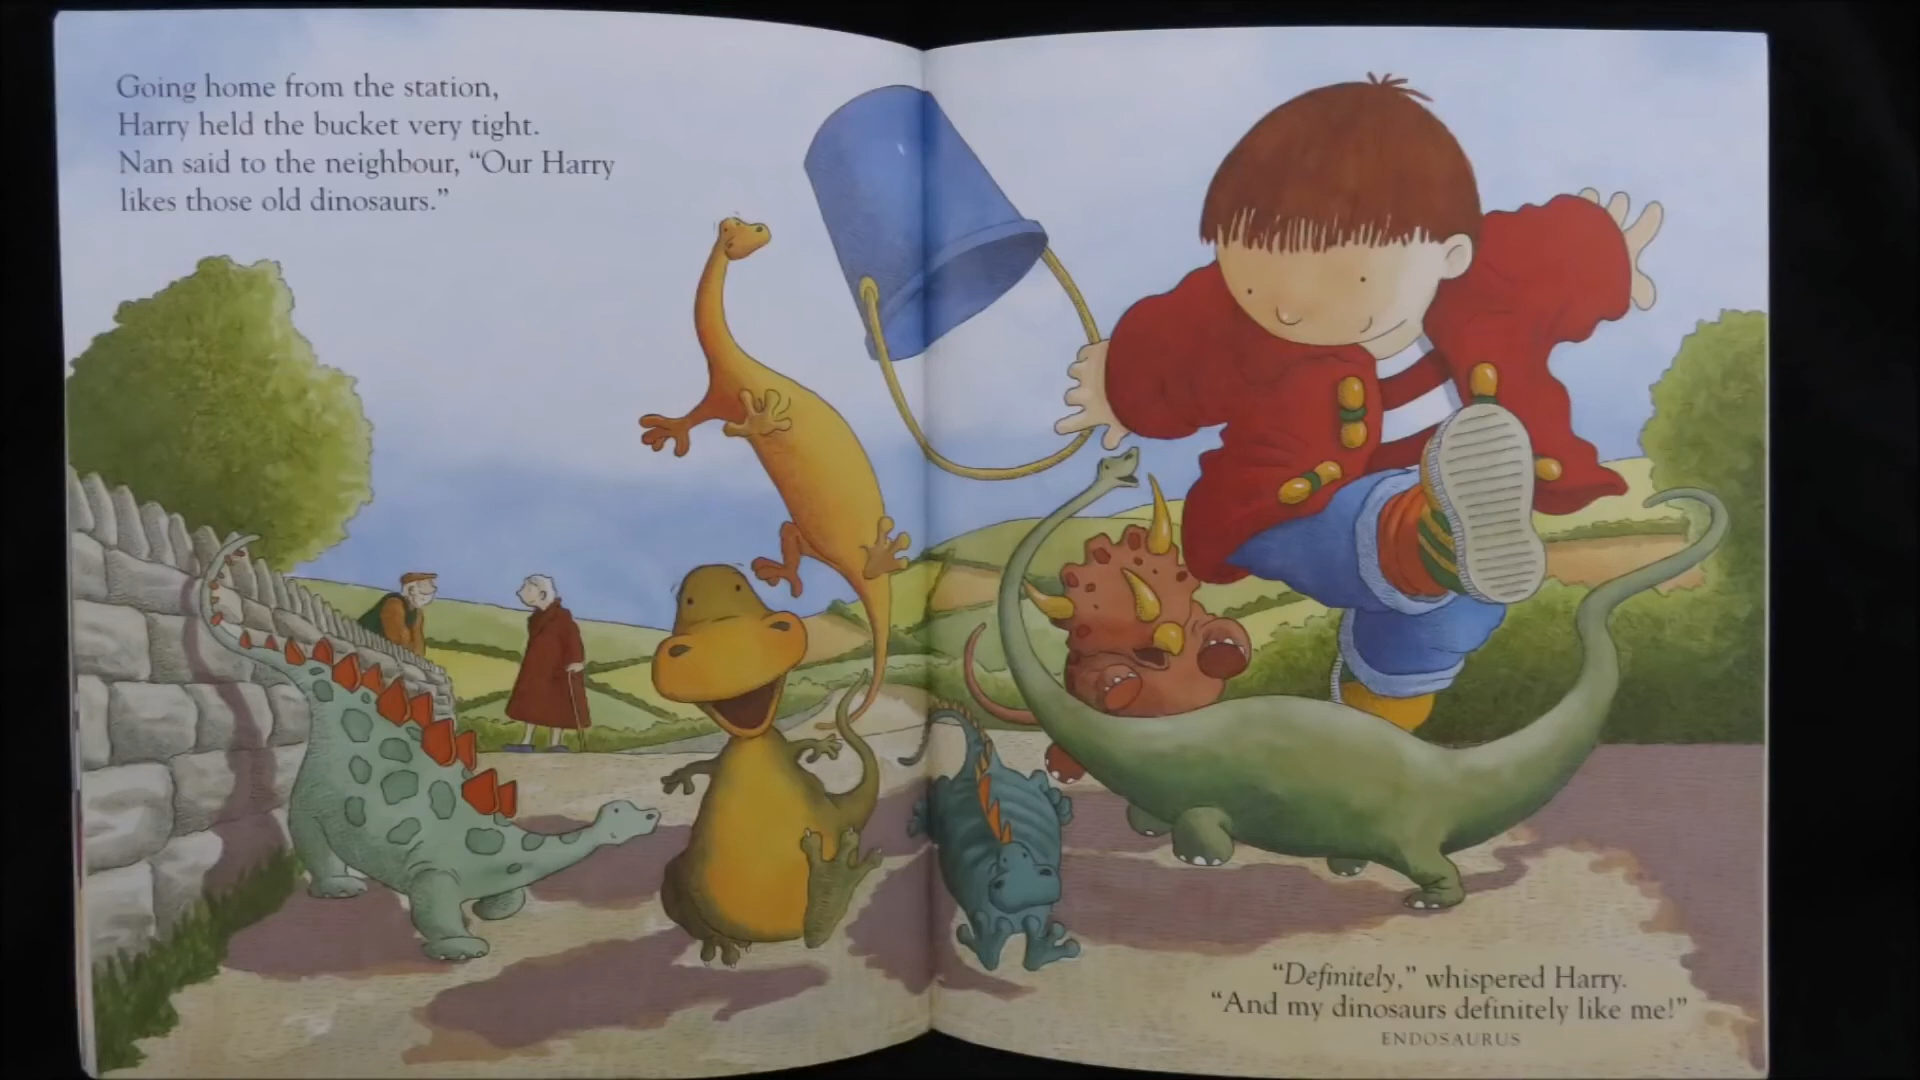 Going home from the station,
Harry held the bucket very tight.
Nan said to the neighbour, “Our Harry
likes those old dinosaurs.”
“Definitely,” whispered Harry.
“And my dinosaurs definitely like me!”
ENDOSAURUS